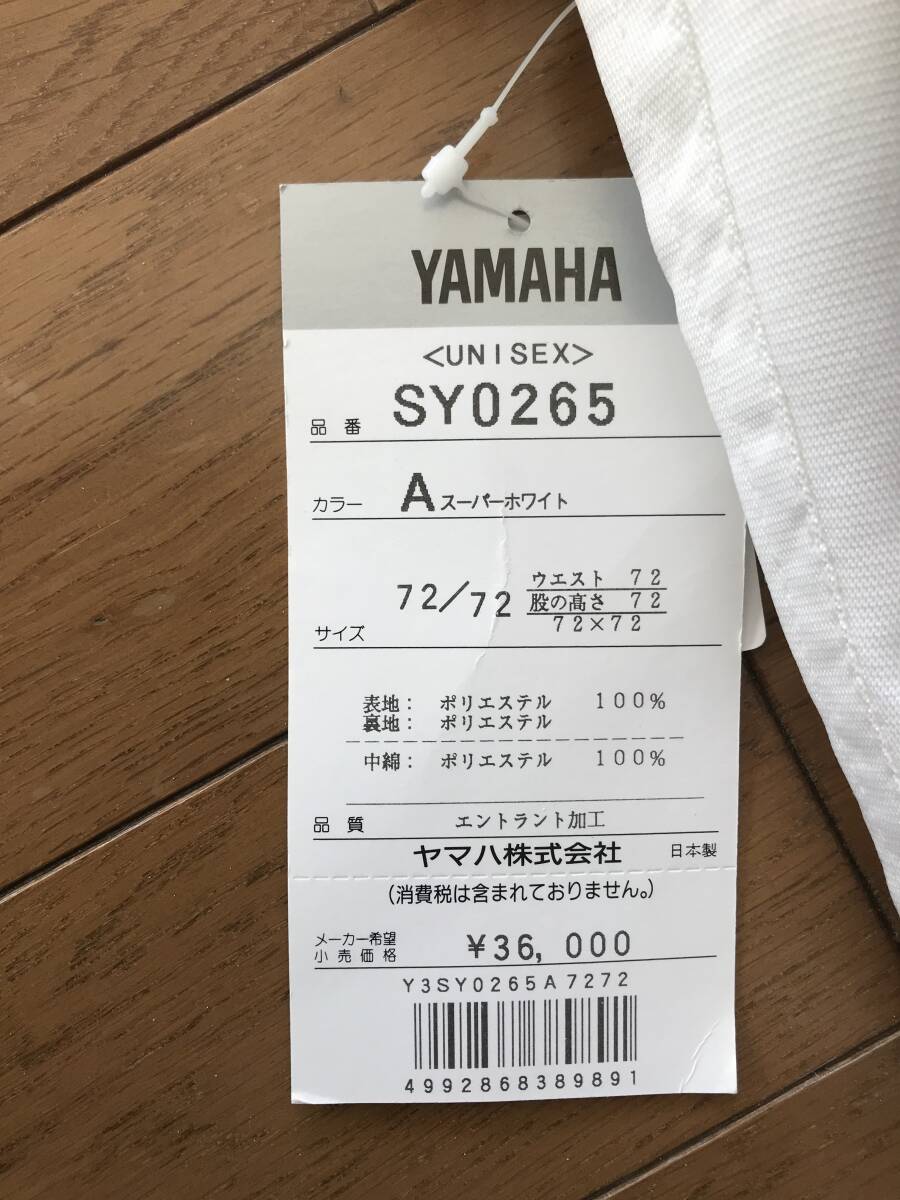 YAMAHA
<UNISEX>
品番 SY0265
カラー A スーパーホワイト
サイズ 72/72 ウエスト 72
股の高さ 72
72×72
表地： ポリエステル 100%
裏地： ポリエステル
中綿： ポリエステル 100%
品質 エントラント加工
ヤマハ株式会社 日本製
(消費税は含まれておりません。)
メーカー希望
小売価格 ¥36,000
Y3SY0265A7272
4992868389891